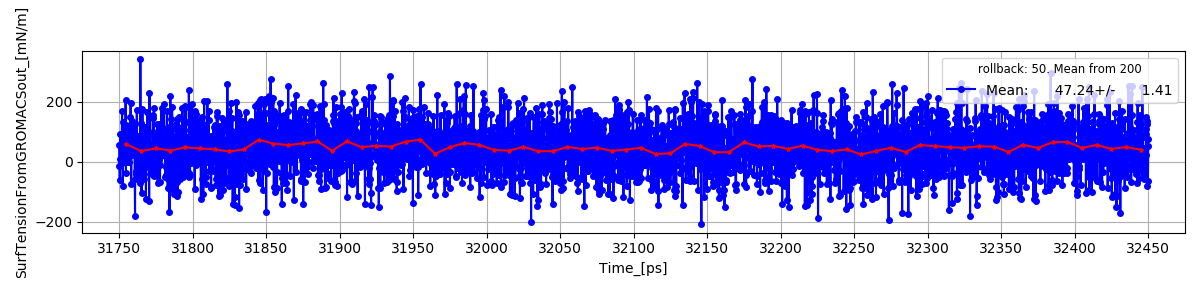 SurfTensionFromGROMACSout_[mN/m]
200
0
−200
rollback: 50. Mean from 200
Mean: 47.24+/- 1.41
31750 31800 31850 31900 31950 32000 32050 32100 32150 32200 32250 32300 32350 32400 32450
Time_[ps]